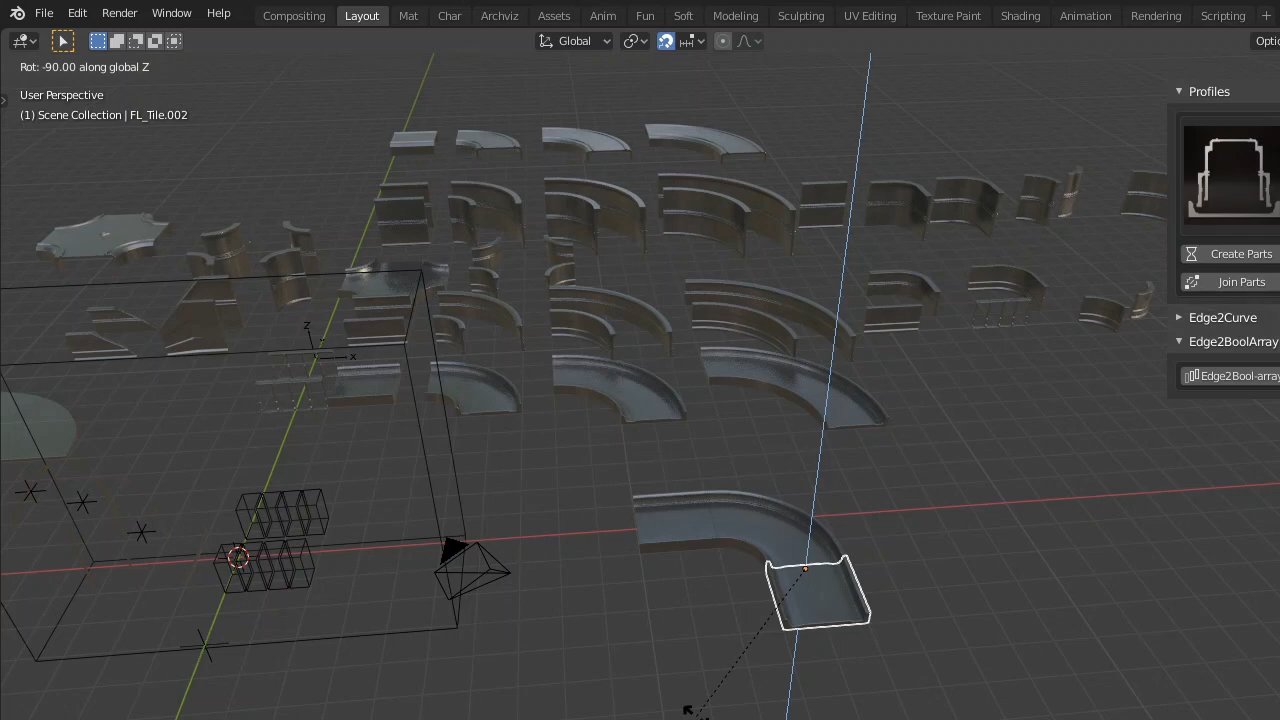 File Edit Render Window Help Compositing Layout Mat Char Archviz Assets Anim Fun Soft Modeling Sculpting UV Editing Texture Paint Shading Animation Rendering Scripting +
Global Optio
Rot: -90.00 along global Z
User Perspective
(1) Scene Collection | FL_Tile.002
Profiles
Create Parts
Join Parts
Edge2Curve
Edge2BoolArray
Edge2Bool-array
z
x